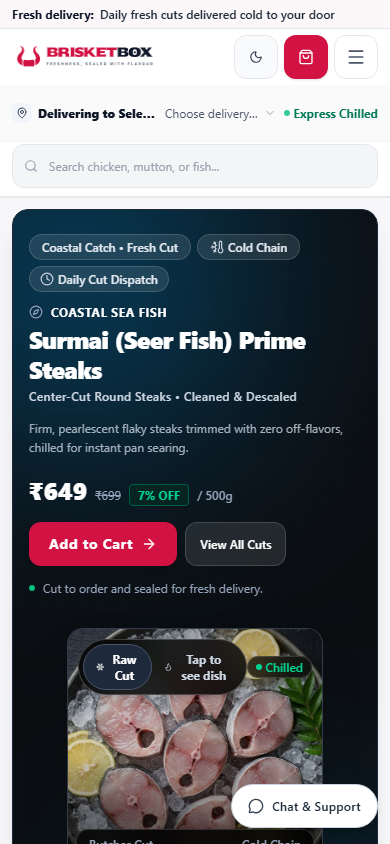 Fresh delivery: Daily fresh cuts delivered cold to your door
BRISKETBOX
FRESHNESS, SEALED WITH FLAVOUR
Delivering to Sele... Choose delivery... Express Chilled
Search chicken, mutton, or fish...
Coastal Catch • Fresh Cut
Cold Chain
Daily Cut Dispatch
COASTAL SEA FISH
Surmai (Seer Fish) Prime
Steaks
Center-Cut Round Steaks • Cleaned & Descaled
Firm, pearlescent flaky steaks trimmed with zero off-flavors,
chilled for instant pan searing.
₹649 ₹699 7% OFF / 500g
Add to Cart →
View All Cuts
Cut to order and sealed for fresh delivery.
Raw
Cut
Tap to
see dish
Chilled
Chat & Support
Butcher Cut
Cold Chain